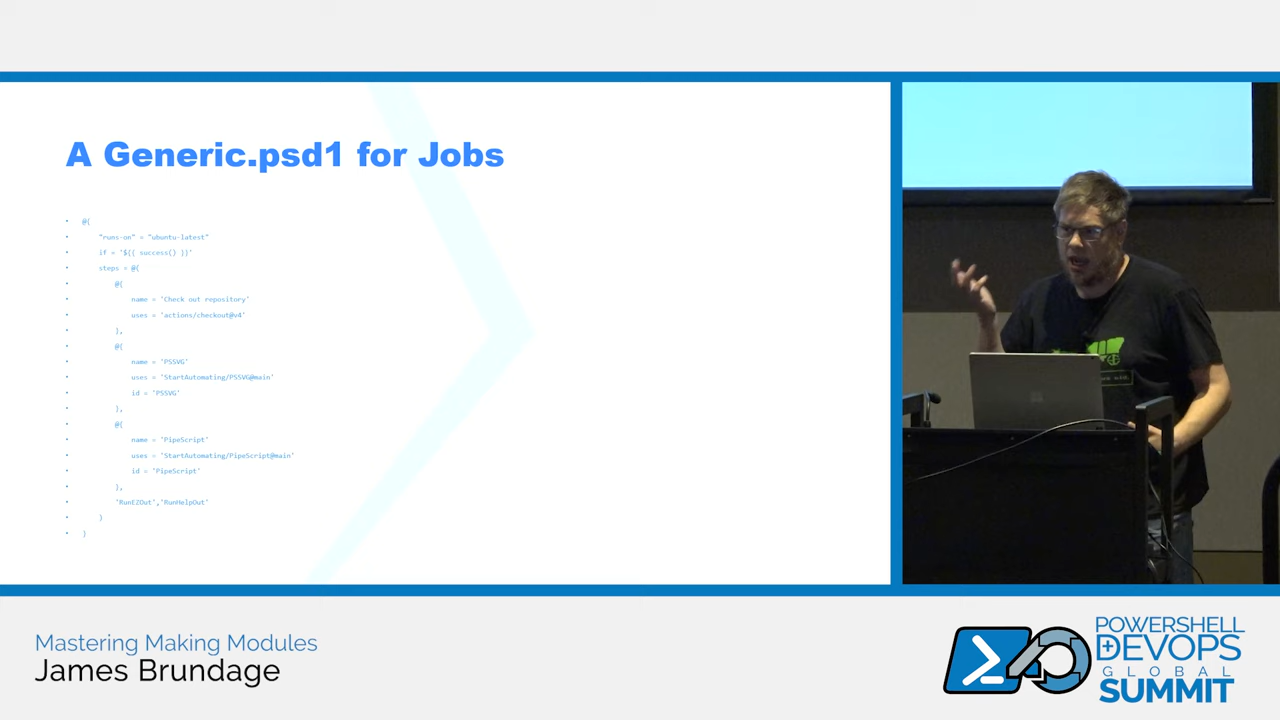 A Generic.psd1 for Jobs
• @{
• "runs-on" = "ubuntu-latest"
• if = '${{ success() }}'
• steps = @(
• @{
• name = 'Check out repository'
• uses = 'actions/checkout@v4'
• },
• @{
• name = 'PSSVG'
• uses = 'StartAutomating/PSSVG@main'
• id = 'PSSVG'
• },
• @{
• name = 'PipeScript'
• uses = 'StartAutomating/PipeScript@main'
• id = 'PipeScript'
• },
• 'RunEZOut','RunHelpOut'
• )
• }
Mastering Making Modules
James Brundage
POWERSHELL
+DEVOPS
GLOBAL
SUMMIT